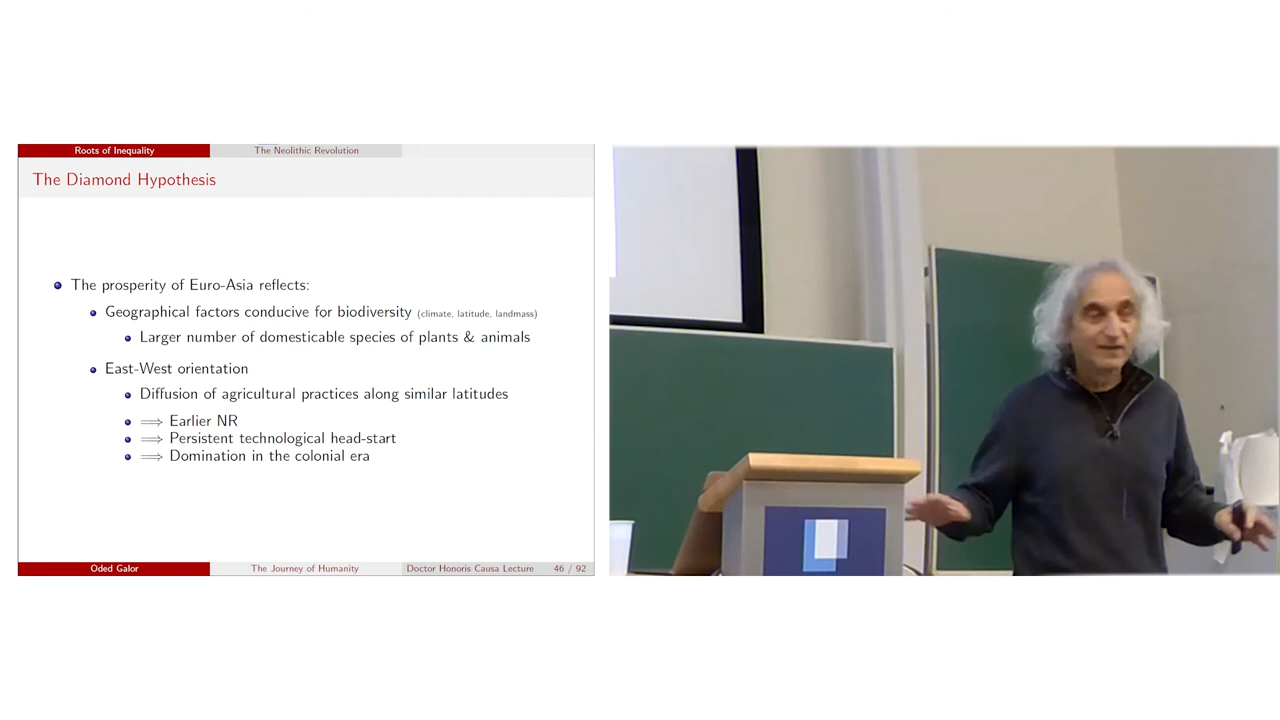 Roots of Inequality
The Neolithic Revolution
The Diamond Hypothesis
The prosperity of Euro-Asia reflects:
Geographical factors conducive for biodiversity (climate, latitude, landmass)
Larger number of domesticable species of plants & animals
East-West orientation
Diffusion of agricultural practices along similar latitudes
⟹ Earlier NR
⟹ Persistent technological head-start
⟹ Domination in the colonial era
Oded Galor
The Journey of Humanity
Doctor Honoris Causa Lecture 46 / 92